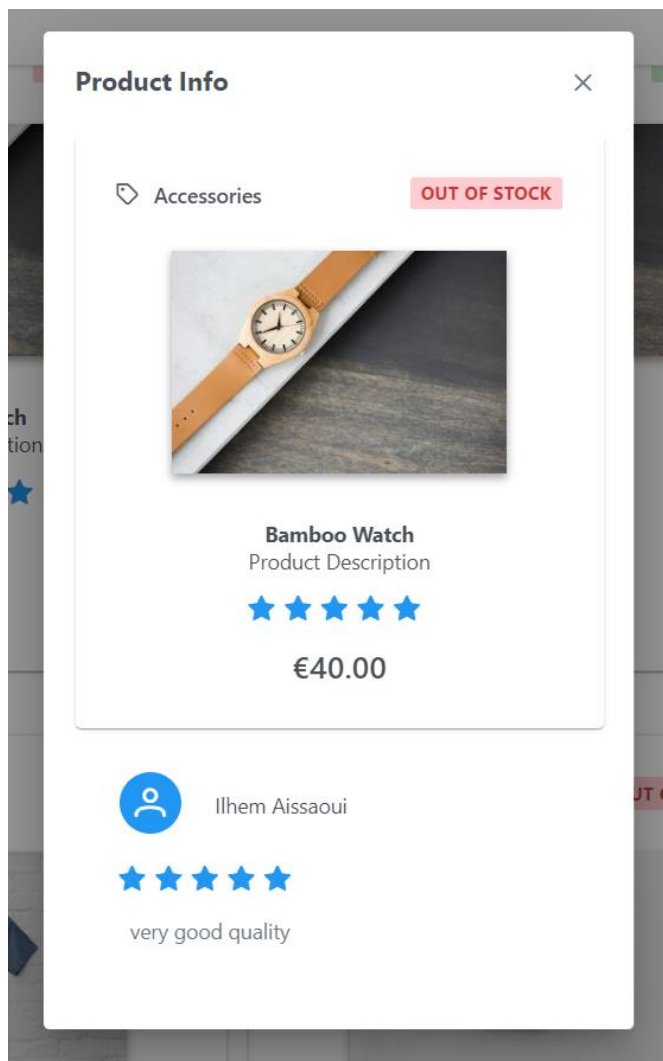 Product Info
Accessories
OUT OF STOCK
Bamboo Watch
Product Description
€40.00
Ilhem Aissaoui
very good quality